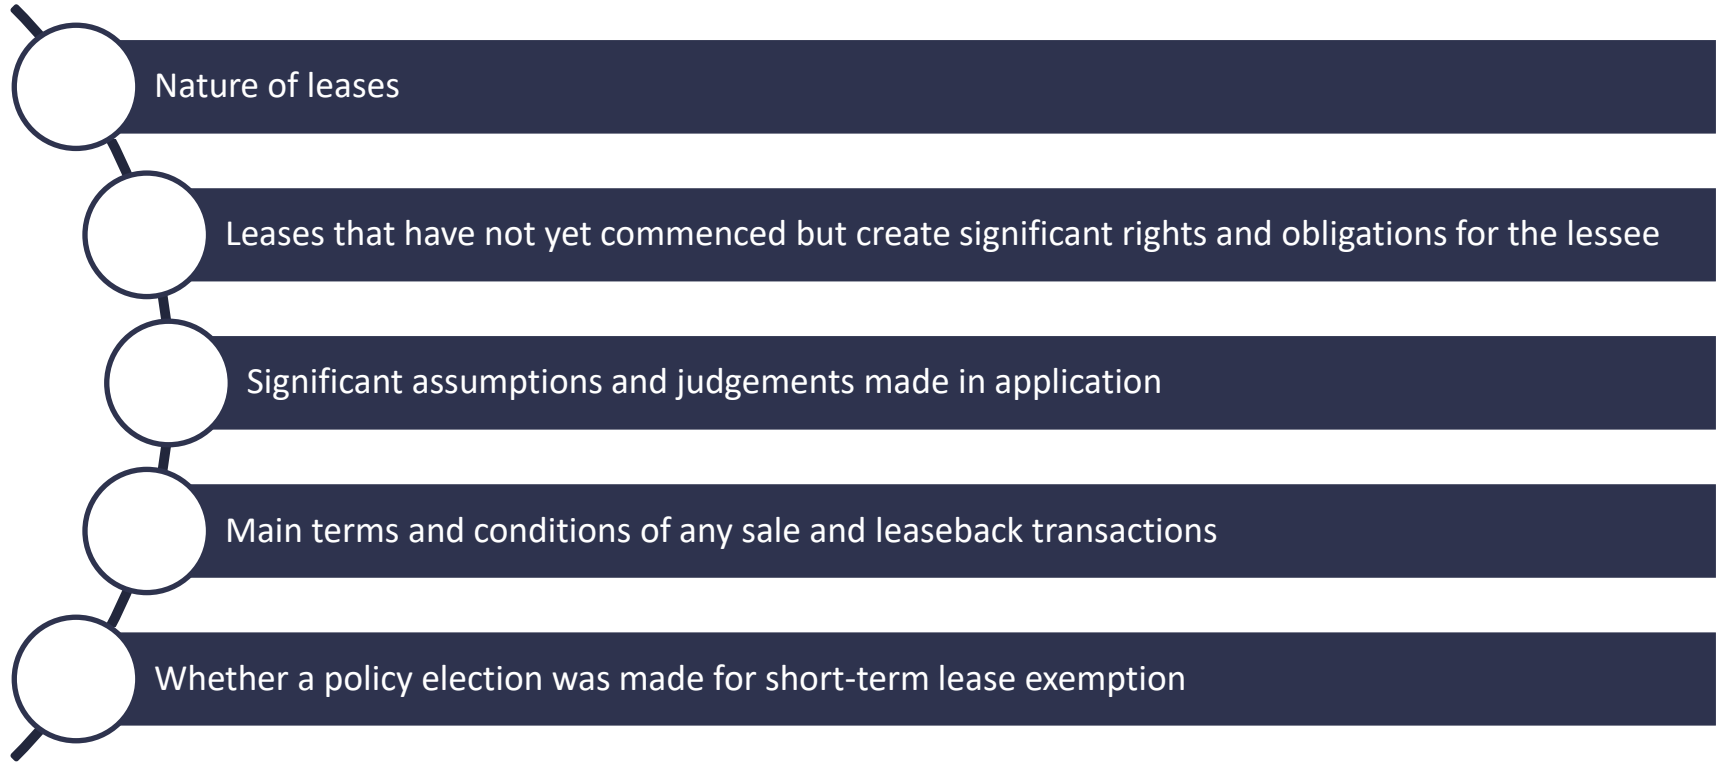 Nature of leases
Leases that have not yet commenced but create significant rights and obligations for the lessee
Significant assumptions and judgements made in application
Main terms and conditions of any sale and leaseback transactions
Whether a policy election was made for short-term lease exemption